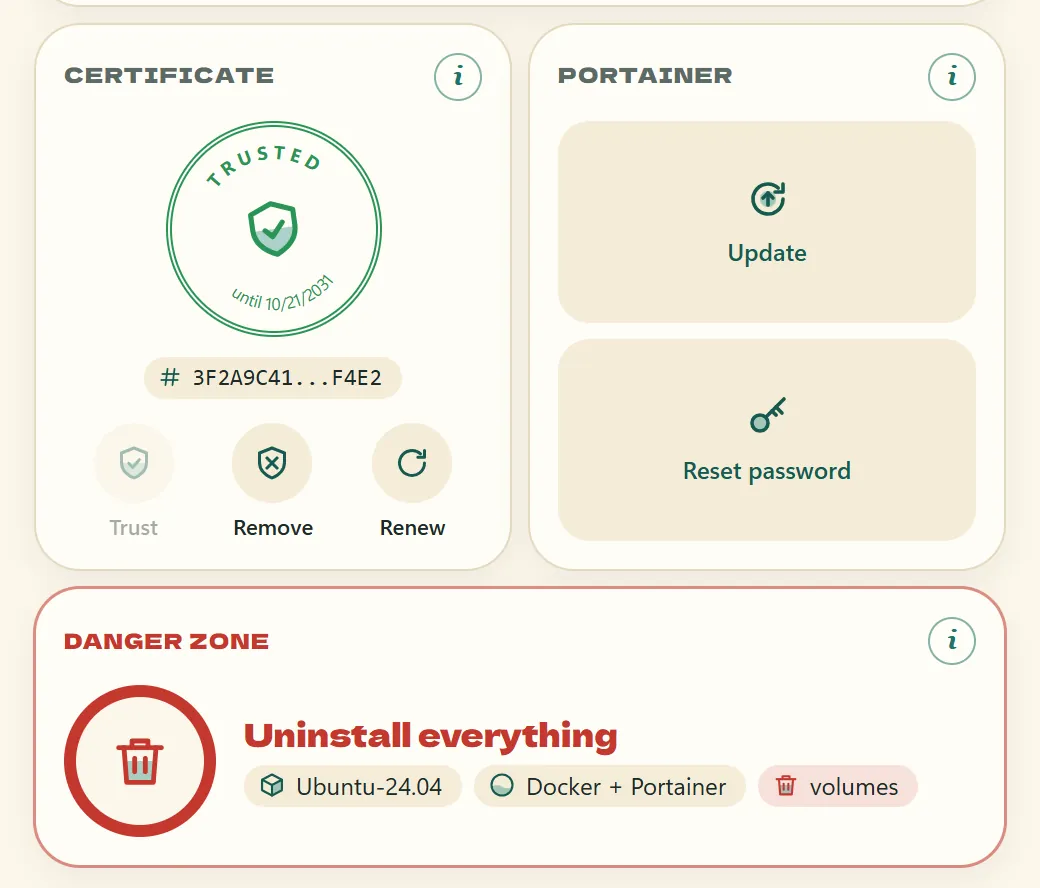 CERTIFICATE
i
TRUSTED
until 10/21/2031
# 3F2A9C41...F4E2
Trust
Remove
Renew
PORTAINER
i
Update
Reset password
DANGER ZONE
i
Uninstall everything
Ubuntu-24.04
Docker + Portainer
volumes